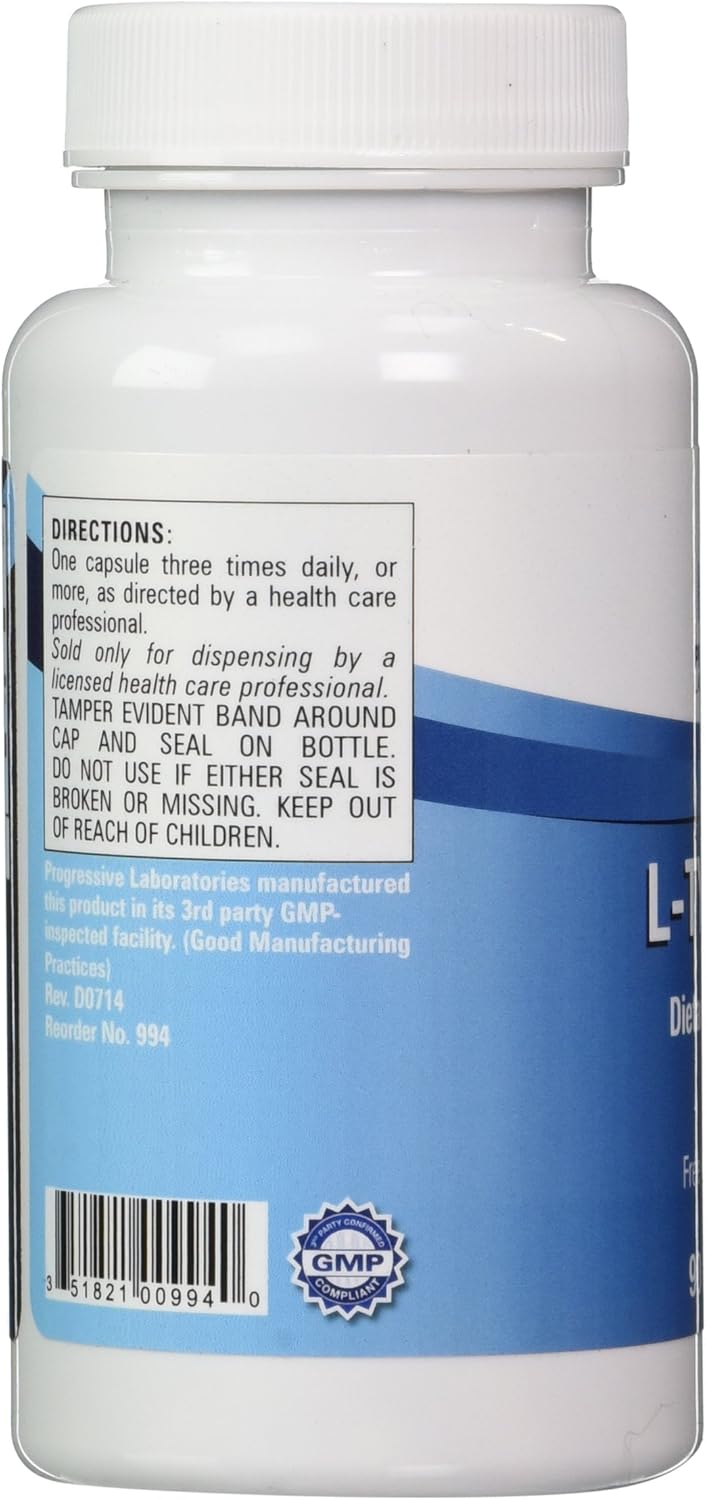 DIRECTIONS:
One capsule three times daily, or
more, as directed by a health care
professional.
Sold only for dispensing by a
licensed health care professional.
TAMPER EVIDENT BAND AROUND
CAP AND SEAL ON BOTTLE.
DO NOT USE IF EITHER SEAL IS
BROKEN OR MISSING. KEEP OUT
OF REACH OF CHILDREN.
Progressive Laboratories manufactured
this product in its 3rd party GMP-
inspected facility. (Good Manufacturing
Practices)
Rev. D0714
Reorder No. 994
3 51821 00994 0
3RD PARTY CONFIRMED
GMP
COMPLIANT